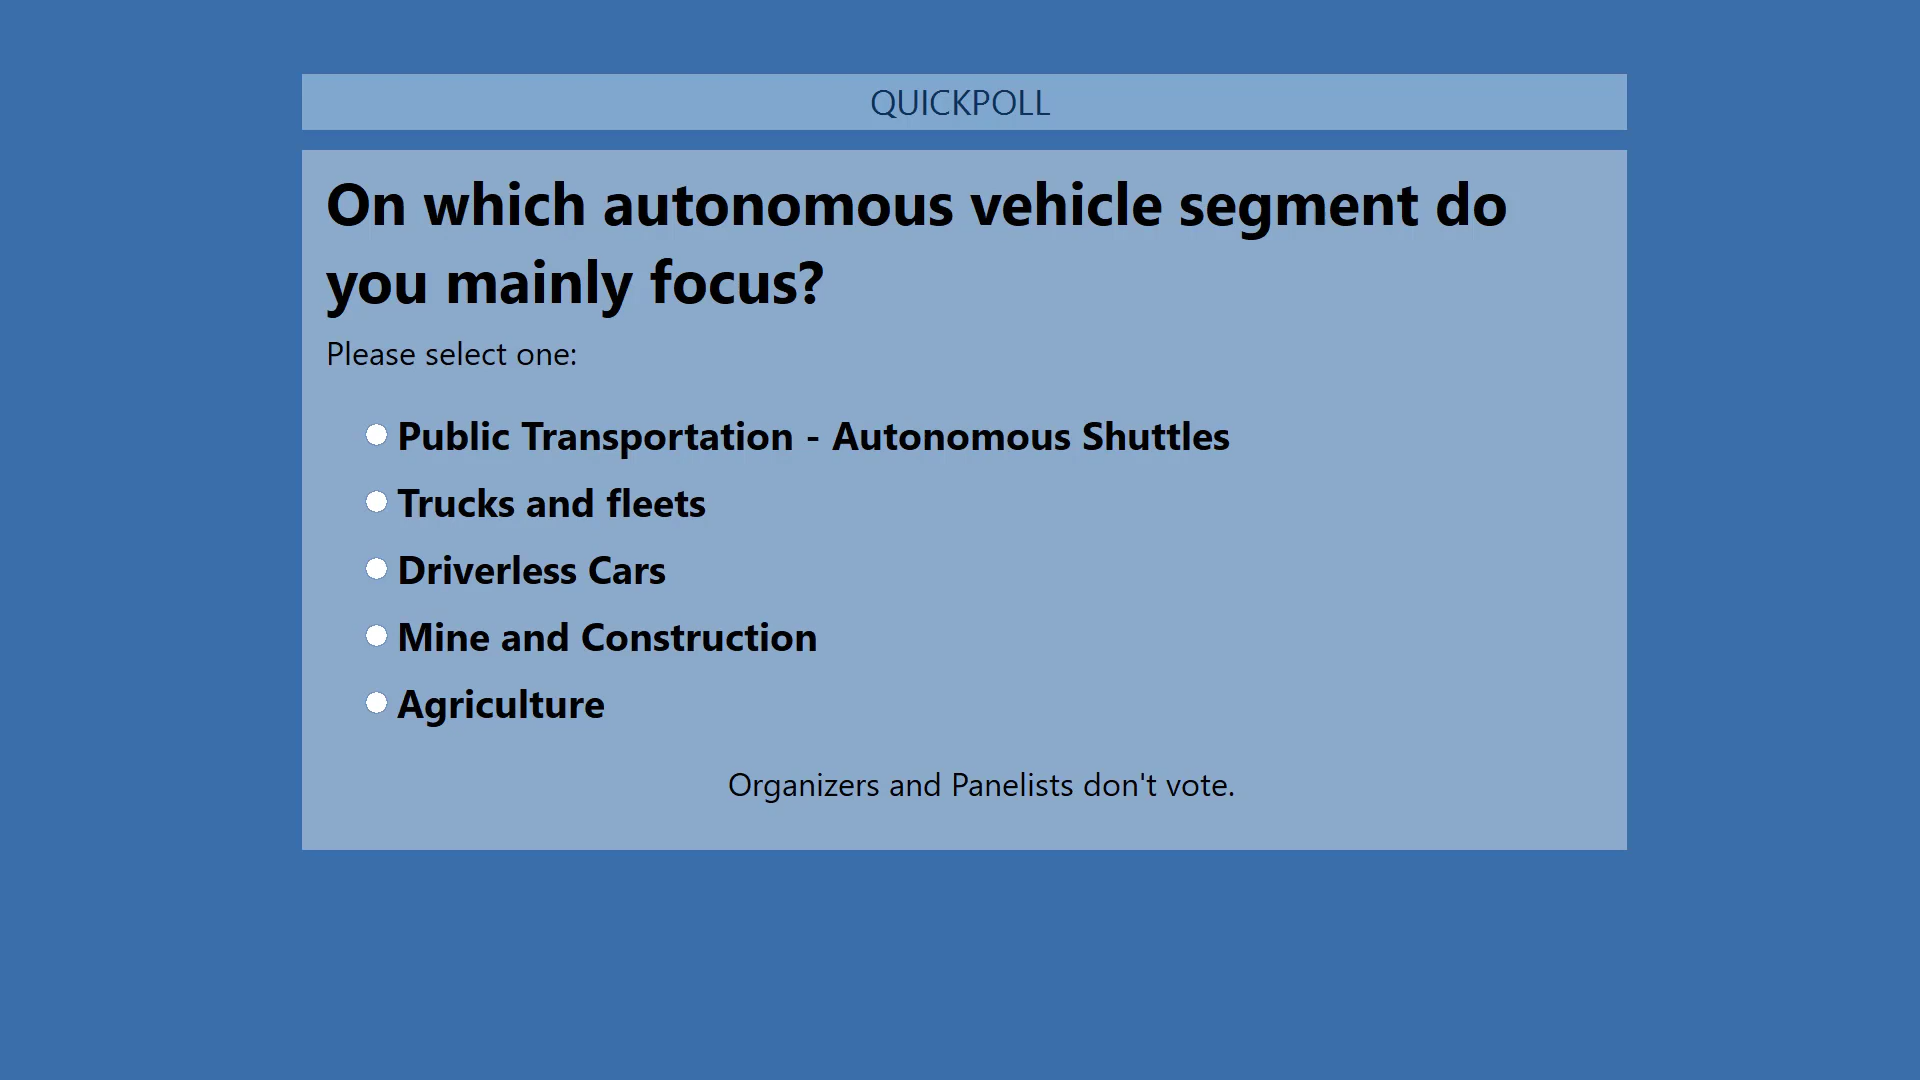 QUICKPOLL
On which autonomous vehicle segment do
you mainly focus?
Please select one:
Public Transportation - Autonomous Shuttles
Trucks and fleets
Driverless Cars
Mine and Construction
Agriculture
Organizers and Panelists don't vote.